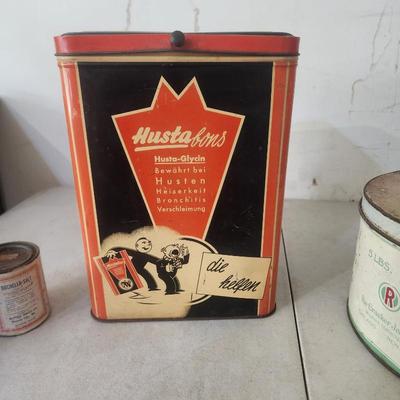 Hustabons
Husta-Glycin
Bewährt bei
Husten
Heiserkeit
Bronchitis
Verschleimung
die
helfen
5 LBS.
R